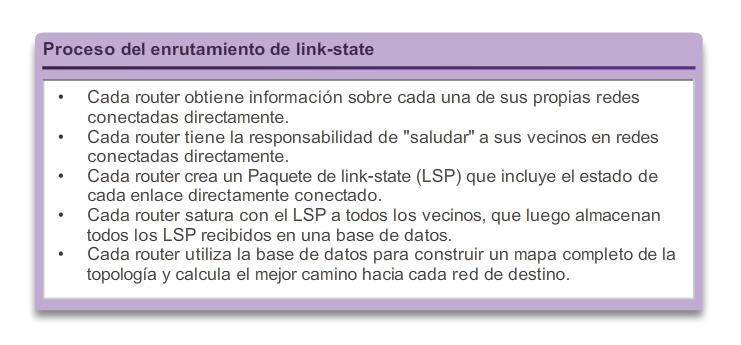 Proceso del enrutamiento de link-state
• Cada router obtiene información sobre cada una de sus propias redes
conectadas directamente.
• Cada router tiene la responsabilidad de "saludar" a sus vecinos en redes
conectadas directamente.
• Cada router crea un Paquete de link-state (LSP) que incluye el estado de
cada enlace directamente conectado.
• Cada router satura con el LSP a todos los vecinos, que luego almacenan
todos los LSP recibidos en una base de datos.
• Cada router utiliza la base de datos para construir un mapa completo de la
topología y calcula el mejor camino hacia cada red de destino.